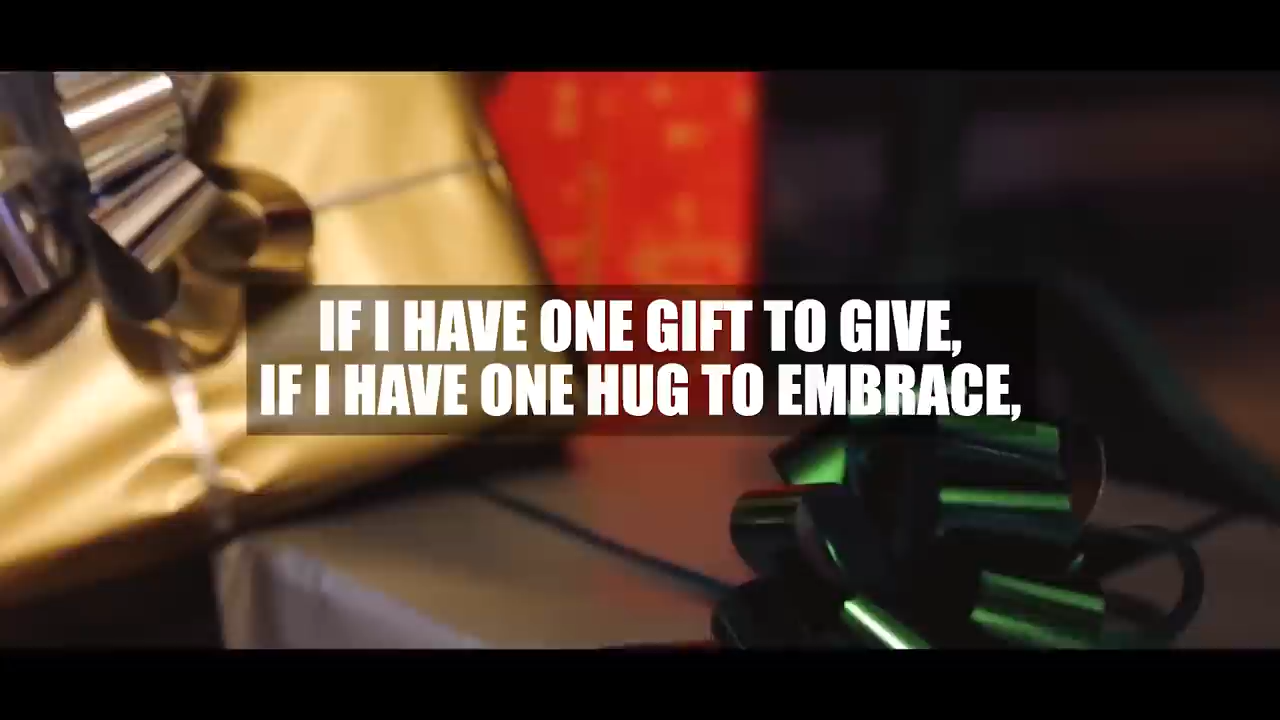 IF I HAVE ONE GIFT TO GIVE,
IF I HAVE ONE HUG TO EMBRACE,